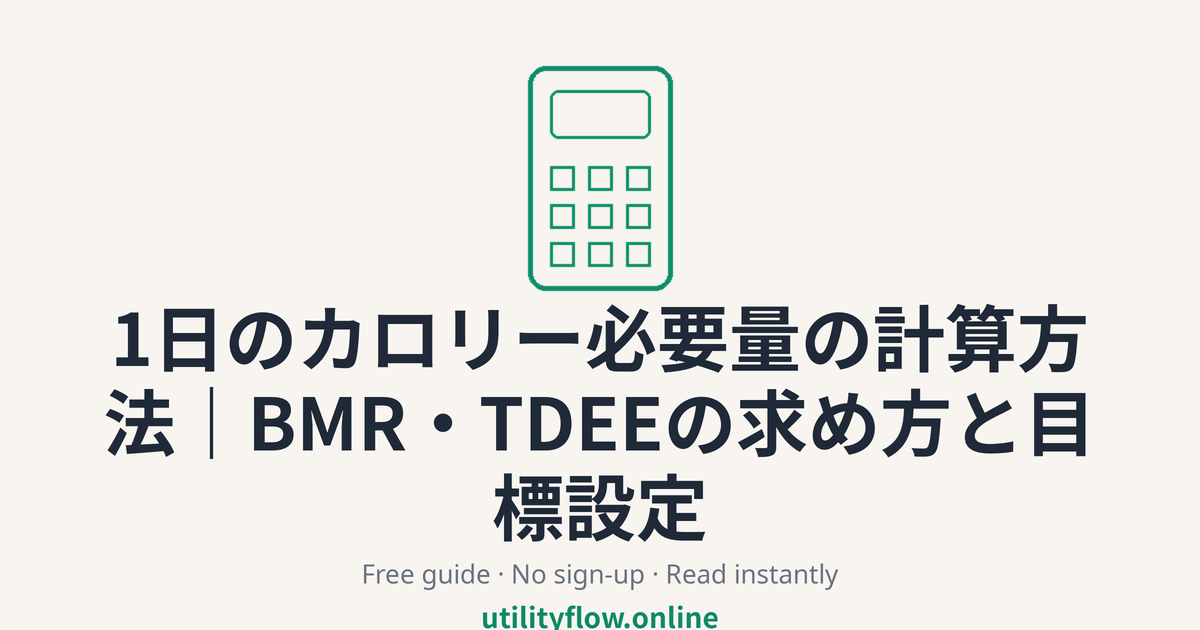 1日のカロリー必要量の計算方
法｜BMR・TDEEの求め方と目
標設定
Free guide · No sign-up · Read instantly
utilityflow.online